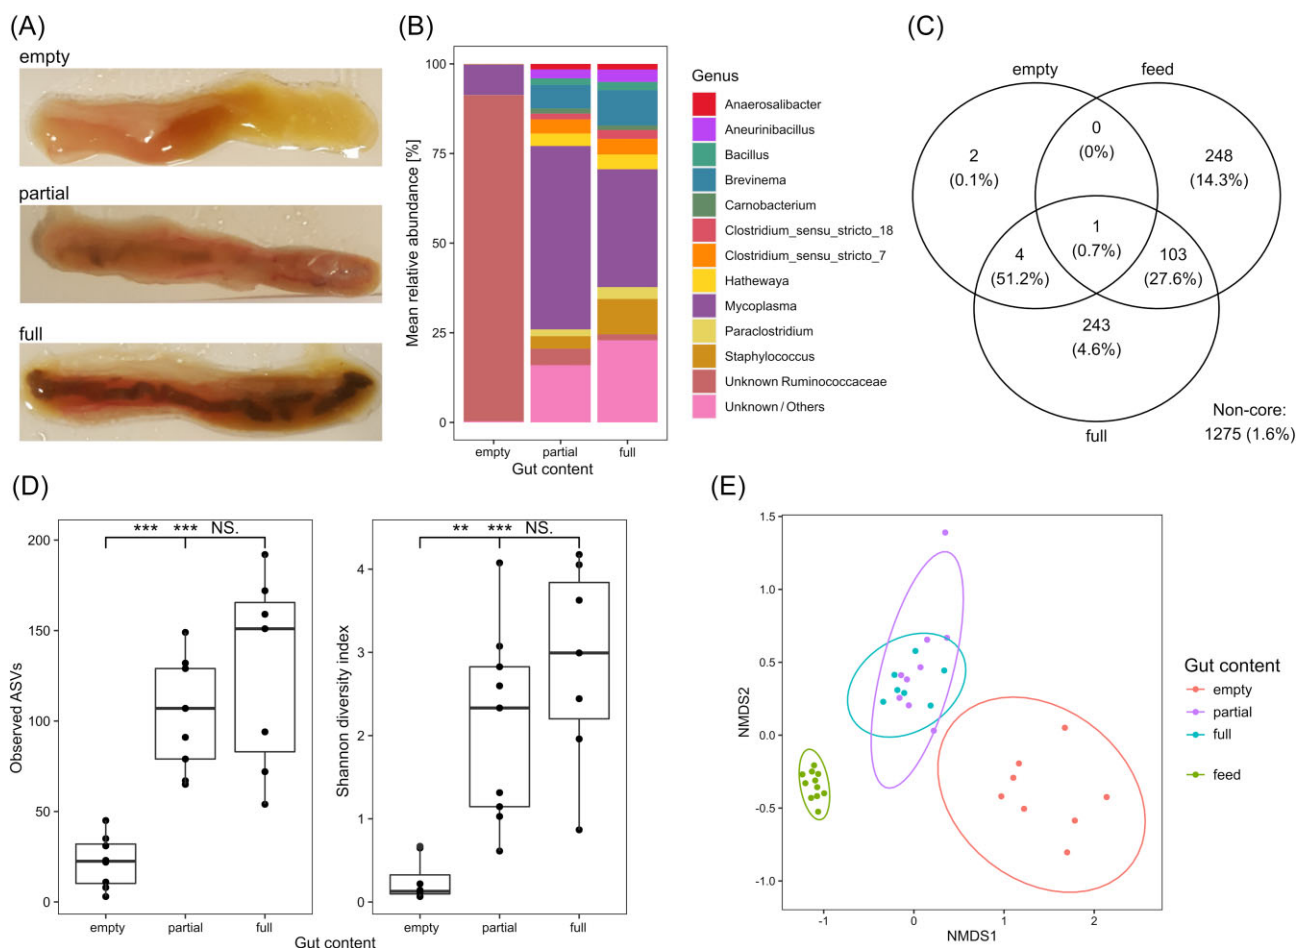 (A)
empty
partial
full
(B)
Mean relative abundance [%]
100
75
50
25
0
empty
partial
full
Gut content
Genus
Anaerosalibacter
Aneurinibacillus
Bacillus
Brevinema
Carnobacterium
Clostridium_sensu_stricto_18
Clostridium_sensu_stricto_7
Hathewaya
Mycoplasma
Paraclostridium
Staphylococcus
Unknown Ruminococcaceae
Unknown / Others
(C)
empty
feed
0
(0%)
2
(0.1%)
248
(14.3%)
1
(0.7%)
4
(51.2%)
103
(27.6%)
243
(4.6%)
full
Non-core:
1275 (1.6%)
(D)
Observed ASVs
200
150
100
50
0
*** *** NS.
empty
partial
full
Shannon diversity index
4
3
2
1
0
** *** NS.
empty
partial
full
Gut content
(E)
NMDS2
1.5
1.0
0.5
0.0
-0.5
-1.0
-1
0
1
2
NMDS1
Gut content
empty
partial
full
feed